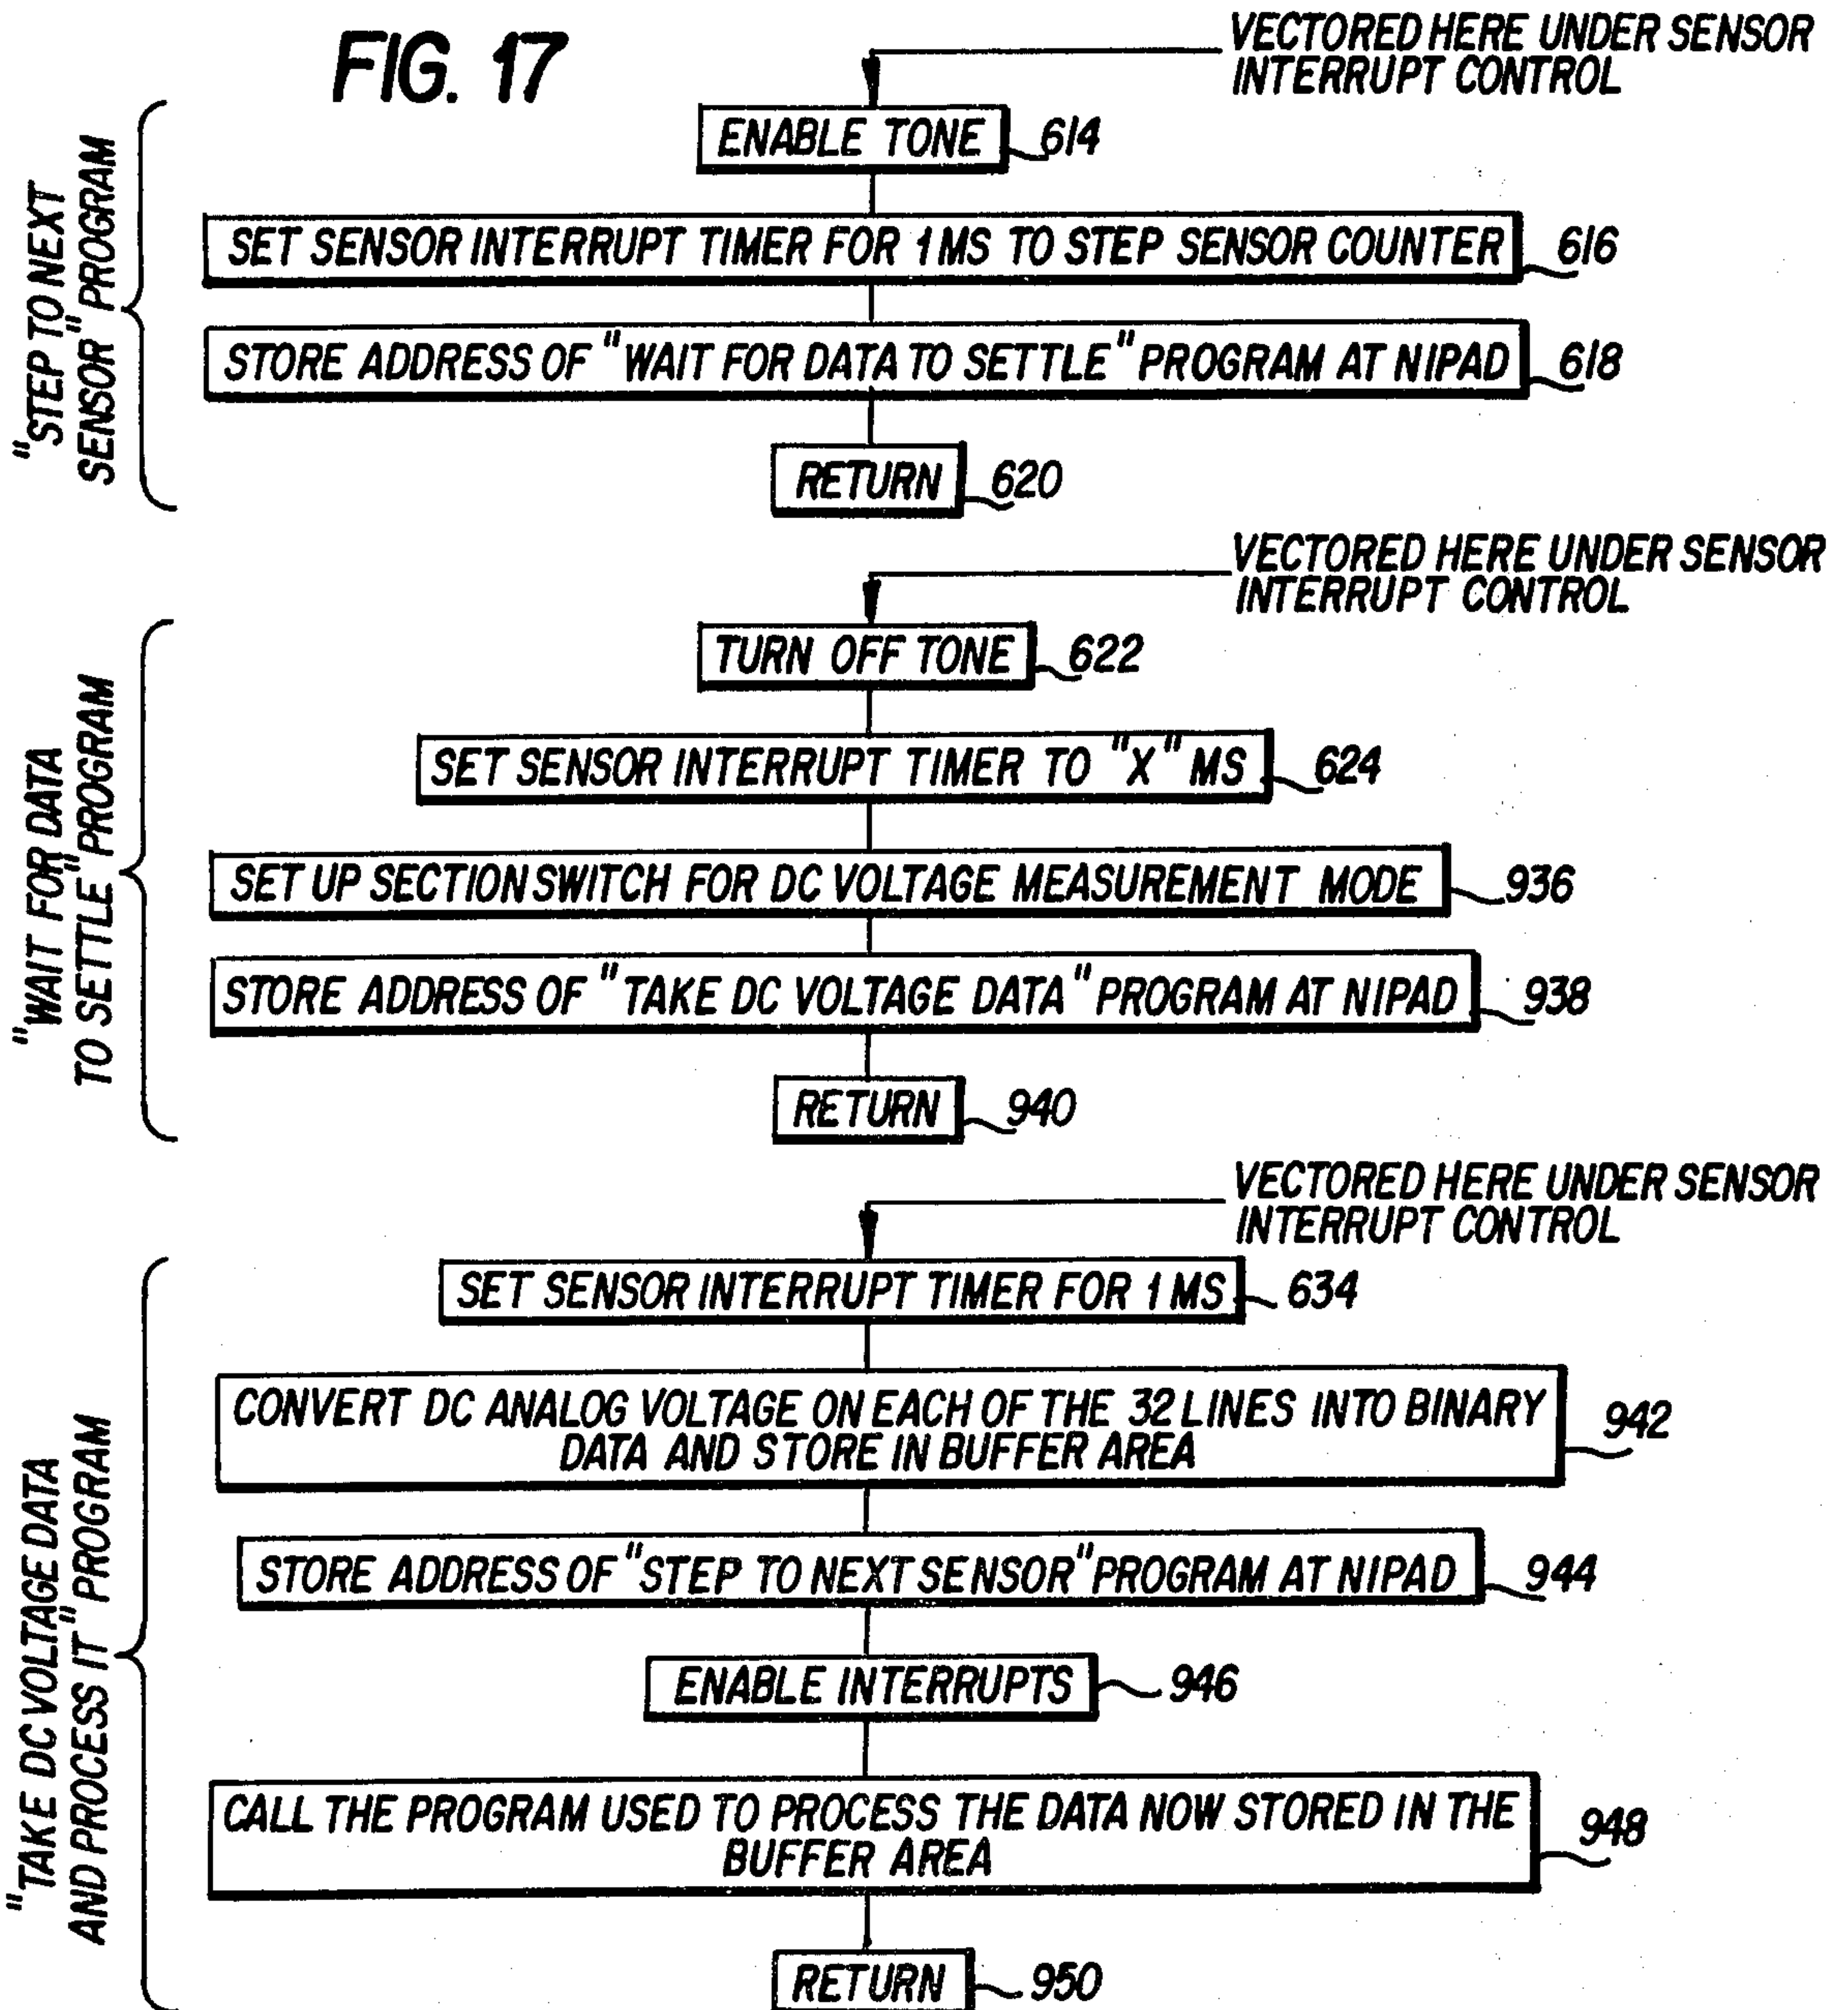 FIG. 17
VECTORED HERE UNDER SENSOR
INTERRUPT CONTROL
"STEP TO NEXT
SENSOR" PROGRAM
ENABLE TONE
614
SET SENSOR INTERRUPT TIMER FOR 1 MS TO STEP SENSOR COUNTER
616
STORE ADDRESS OF "WAIT FOR DATA TO SETTLE" PROGRAM AT NIPAD
618
RETURN
620
VECTORED HERE UNDER SENSOR
INTERRUPT CONTROL
"WAIT FOR DATA
TO SETTLE" PROGRAM
TURN OFF TONE
622
SET SENSOR INTERRUPT TIMER TO "X" MS
624
SET UP SECTION SWITCH FOR DC VOLTAGE MEASUREMENT MODE
936
STORE ADDRESS OF "TAKE DC VOLTAGE DATA" PROGRAM AT NIPAD
938
RETURN
940
VECTORED HERE UNDER SENSOR
INTERRUPT CONTROL
"TAKE DC VOLTAGE DATA
AND PROCESS IT" PROGRAM
SET SENSOR INTERRUPT TIMER FOR 1 MS
634
CONVERT DC ANALOG VOLTAGE ON EACH OF THE 32 LINES INTO BINARY
DATA AND STORE IN BUFFER AREA
942
STORE ADDRESS OF "STEP TO NEXT SENSOR" PROGRAM AT NIPAD
944
ENABLE INTERRUPTS
946
CALL THE PROGRAM USED TO PROCESS THE DATA NOW STORED IN THE
BUFFER AREA
948
RETURN
950